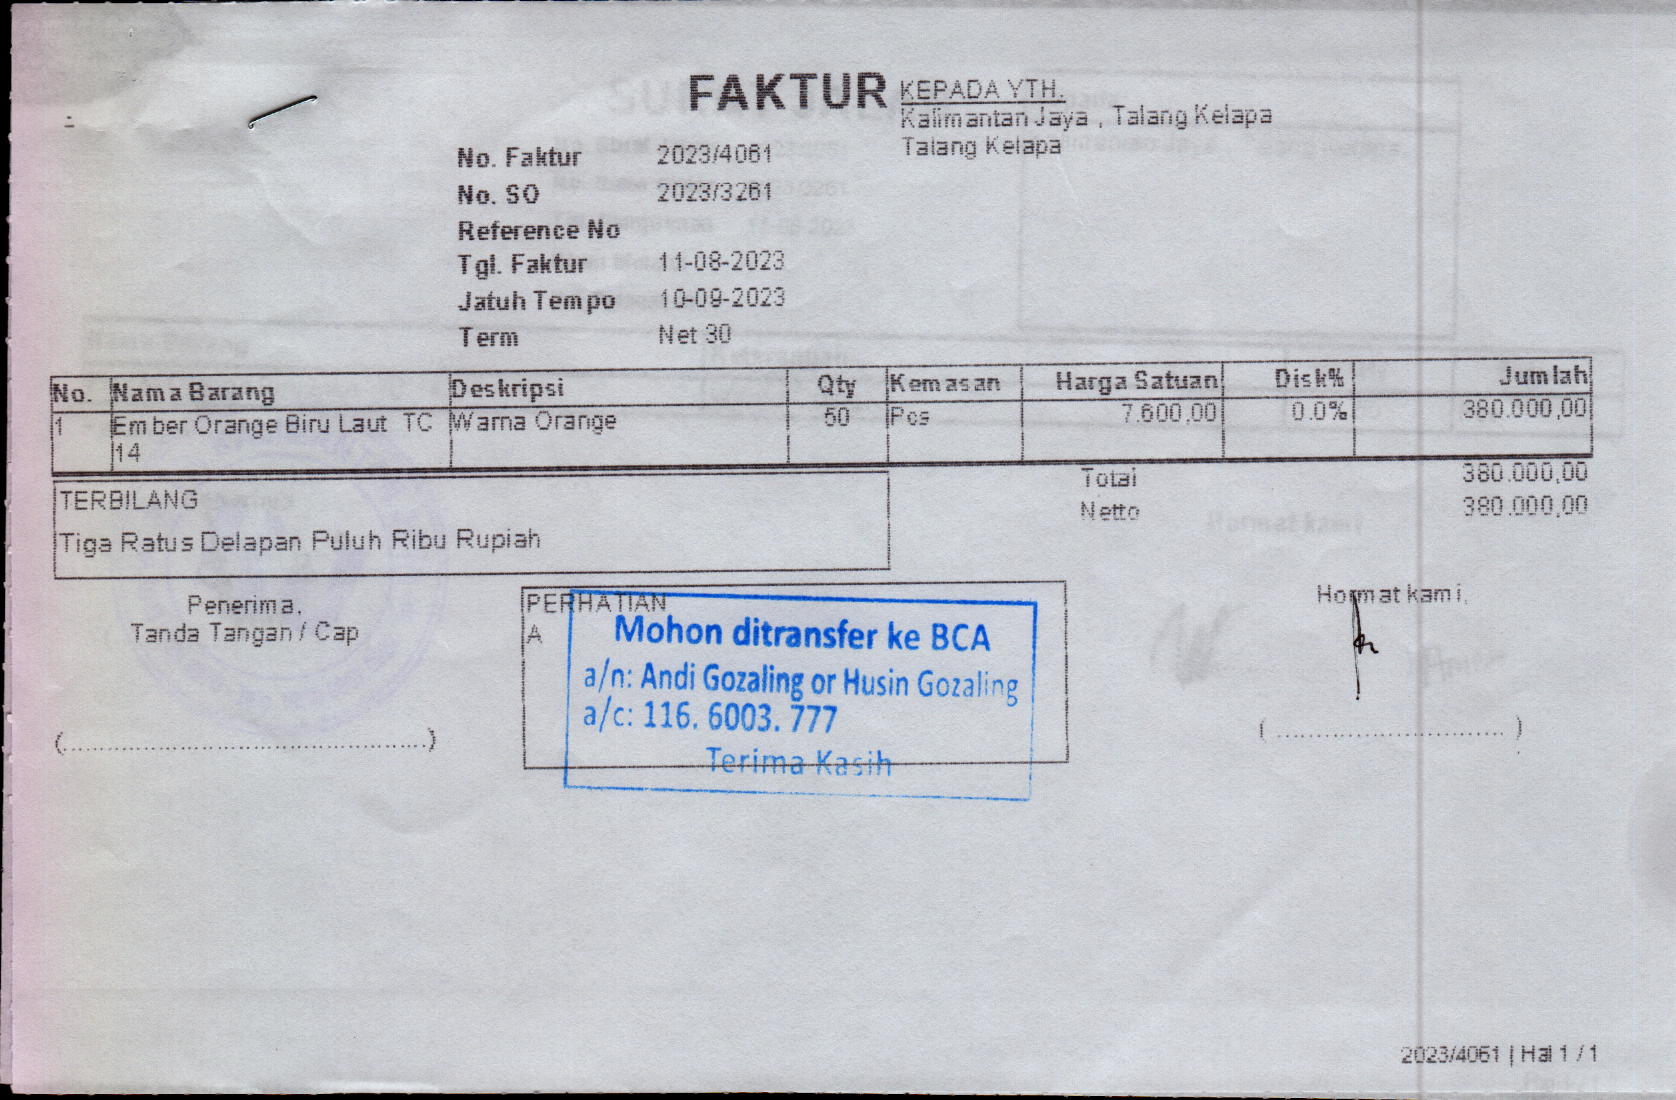 FAKTUR
KEPADA YTH.
Kalimantan Jaya , Talang Kelapa
Talang Kelapa
No. Faktur 2023/4061
No. SO 2023/3261
Reference No
Tgl. Faktur 11-08-2023
Jatuh Tempo 10-09-2023
Term Net 30
No. Nama Barang Deskripsi Qty Kemasan Harga Satuan Disk% Jumlah
1 Ember Orange Biru Laut TC Warna Orange 50 Pcs 7.600,00 0.0% 380.000,00
14
Total 380.000,00
Netto 380.000,00
TERBILANG
Tiga Ratus Delapan Puluh Ribu Rupiah
Penerima,
Tanda Tangan / Cap
PERHATIAN
A
Mohon ditransfer ke BCA
a/n: Andi Gozaling or Husin Gozaling
a/c: 116. 6003. 777
Terima Kasih
Hormat kami,
(................................................)
( ............................ )
2023/4061 | Hal 1 / 1